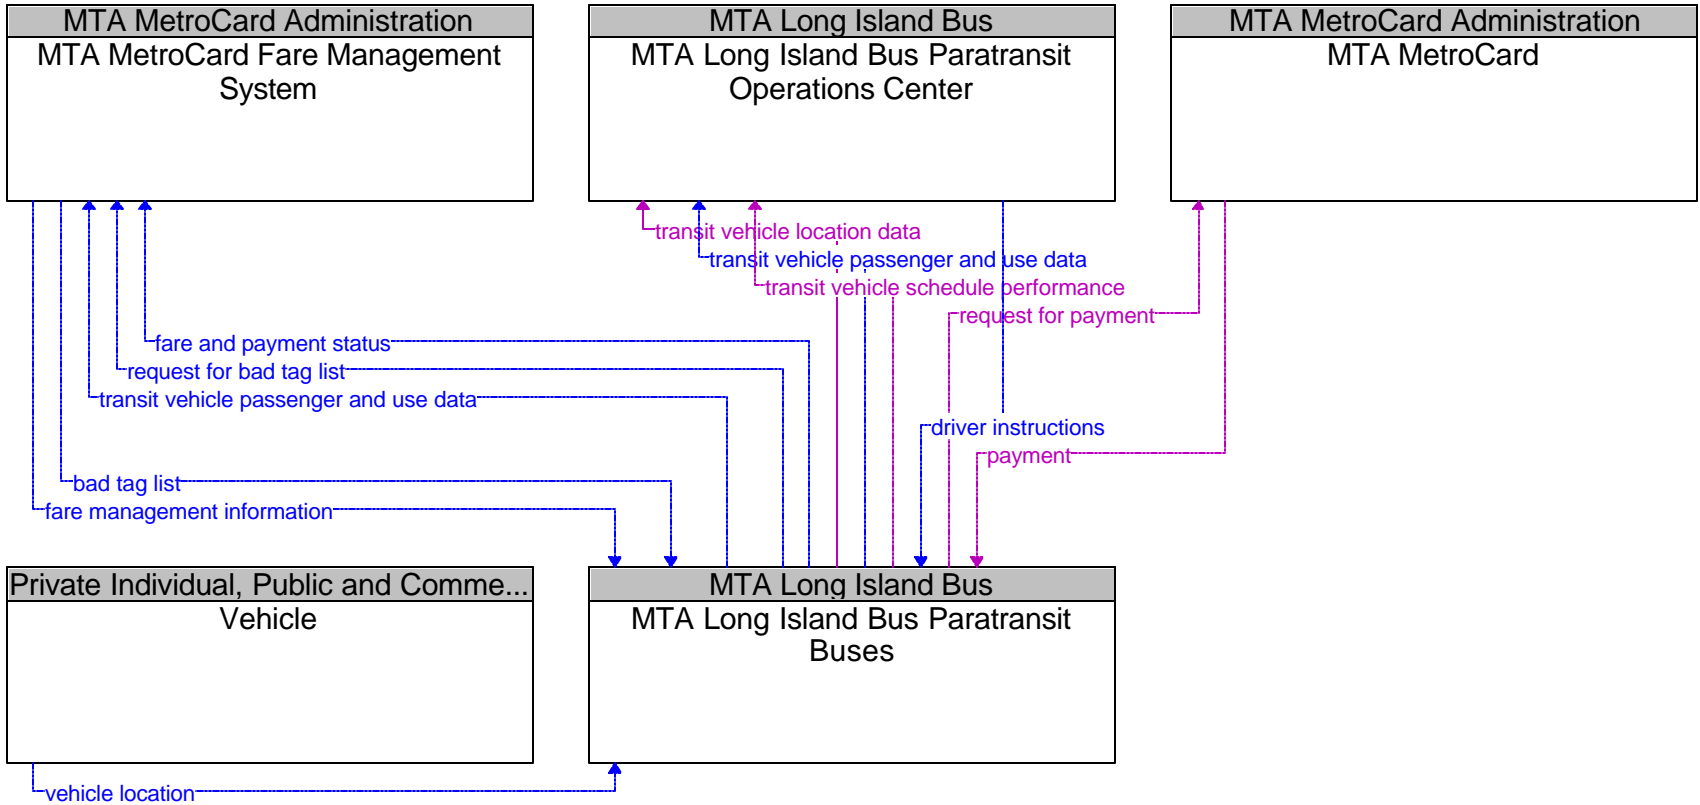 MTA MetroCard Administration
MTA MetroCard Fare Management
System
MTA Long Island Bus
MTA Long Island Bus Paratransit
Operations Center
MTA MetroCard Administration
MTA MetroCard
transit vehicle location data
transit vehicle passenger and use data
transit vehicle schedule performance
request for payment
fare and payment status
request for bad tag list
transit vehicle passenger and use data
driver instructions
payment
bad tag list
fare management information
Private Individual, Public and Comme...
Vehicle
MTA Long Island Bus
MTA Long Island Bus Paratransit
Buses
vehicle location